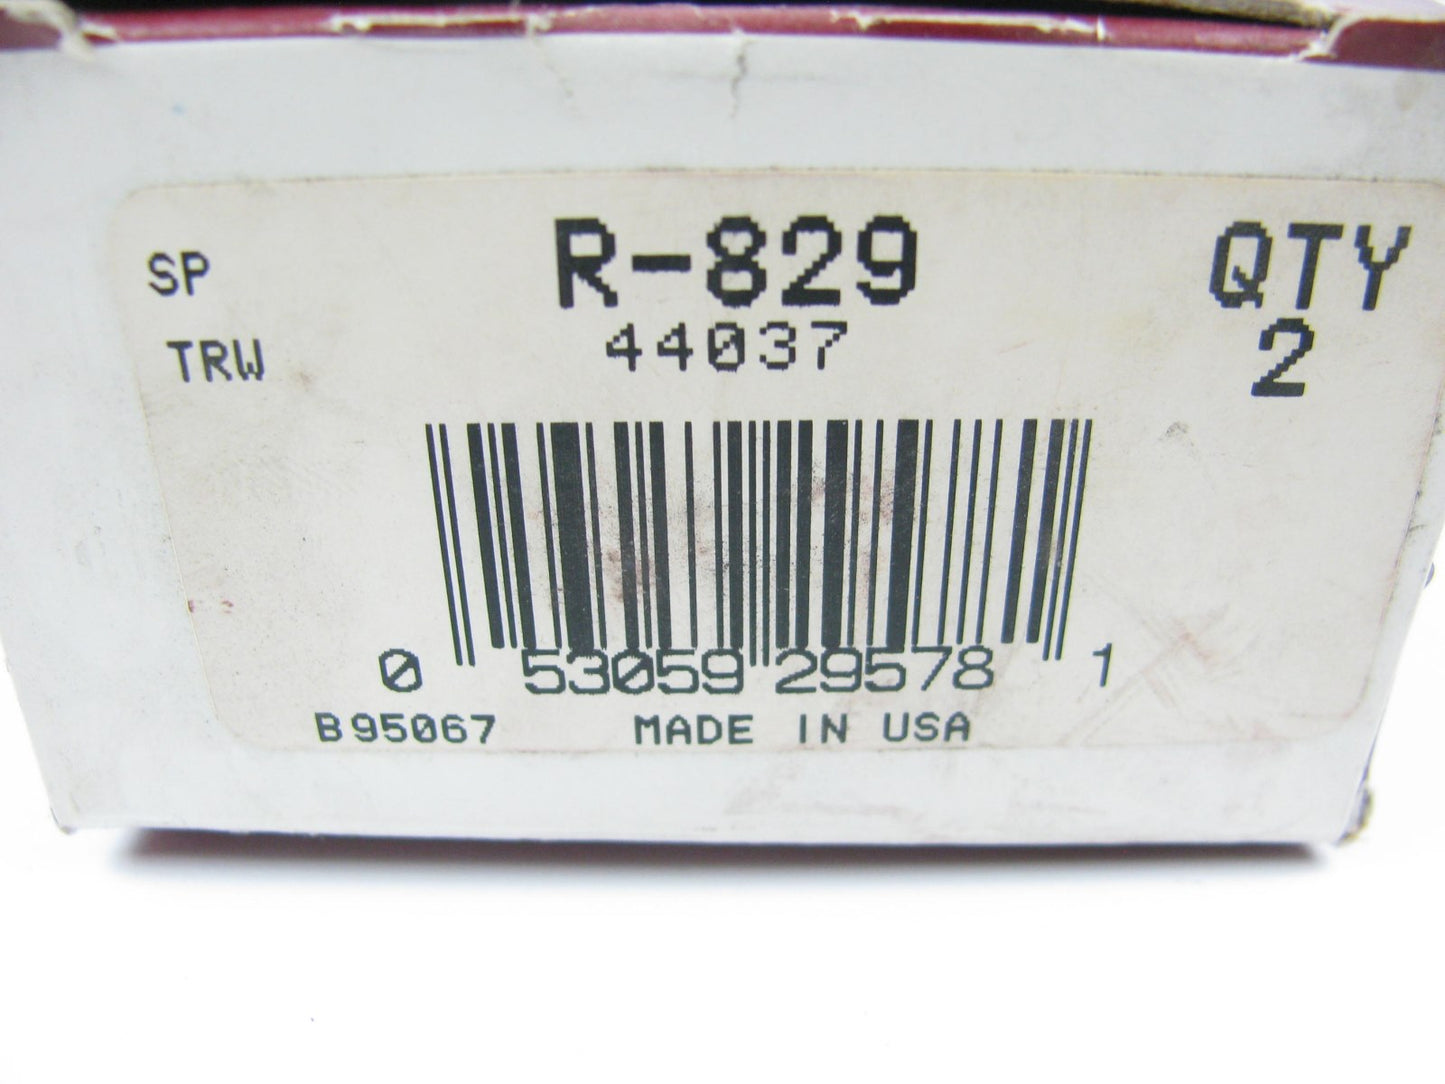 SP R-829 QTY
TRW 44037 2
0 53059 29578 1
B95067 MADE IN USA